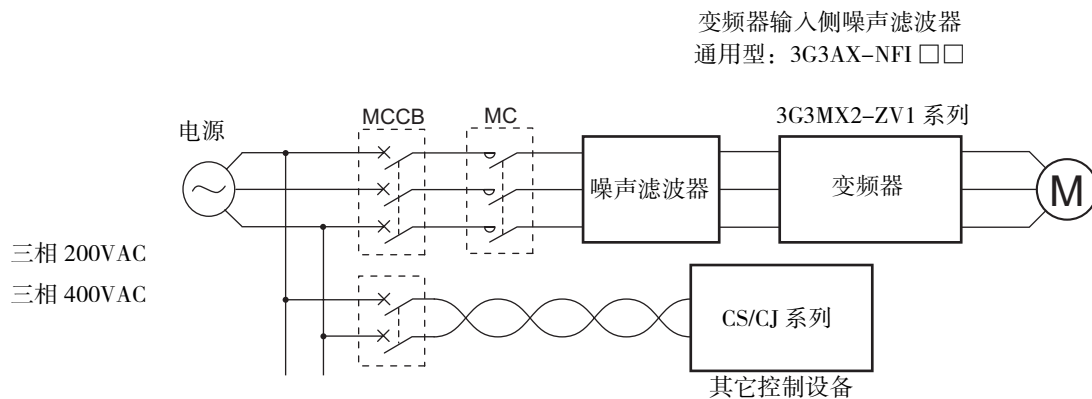 变频器输入侧噪声滤波器
通用型：3G3AX-NFI □□
电源
MCCB
MC
3G3MX2-ZV1 系列
噪声滤波器
变频器
M
三相 200VAC
三相 400VAC
CS/CJ 系列
其它控制设备